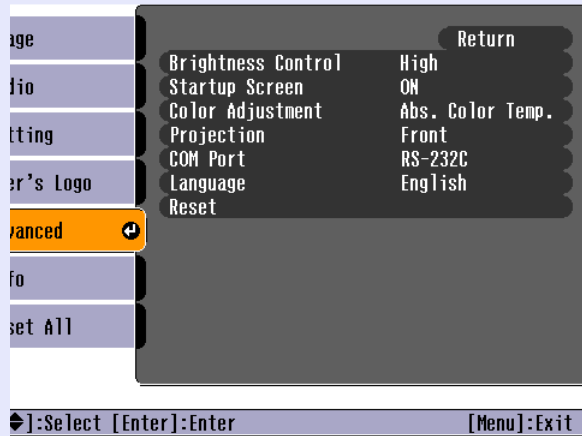 age
dio
tting
er's Logo
vanced
fo
set All
Return
Brightness Control High
Startup Screen ON
Color Adjustment Abs. Color Temp.
Projection Front
COM Port RS-232C
Language English
Reset
]:Select [Enter]:Enter [Menu]:Exit